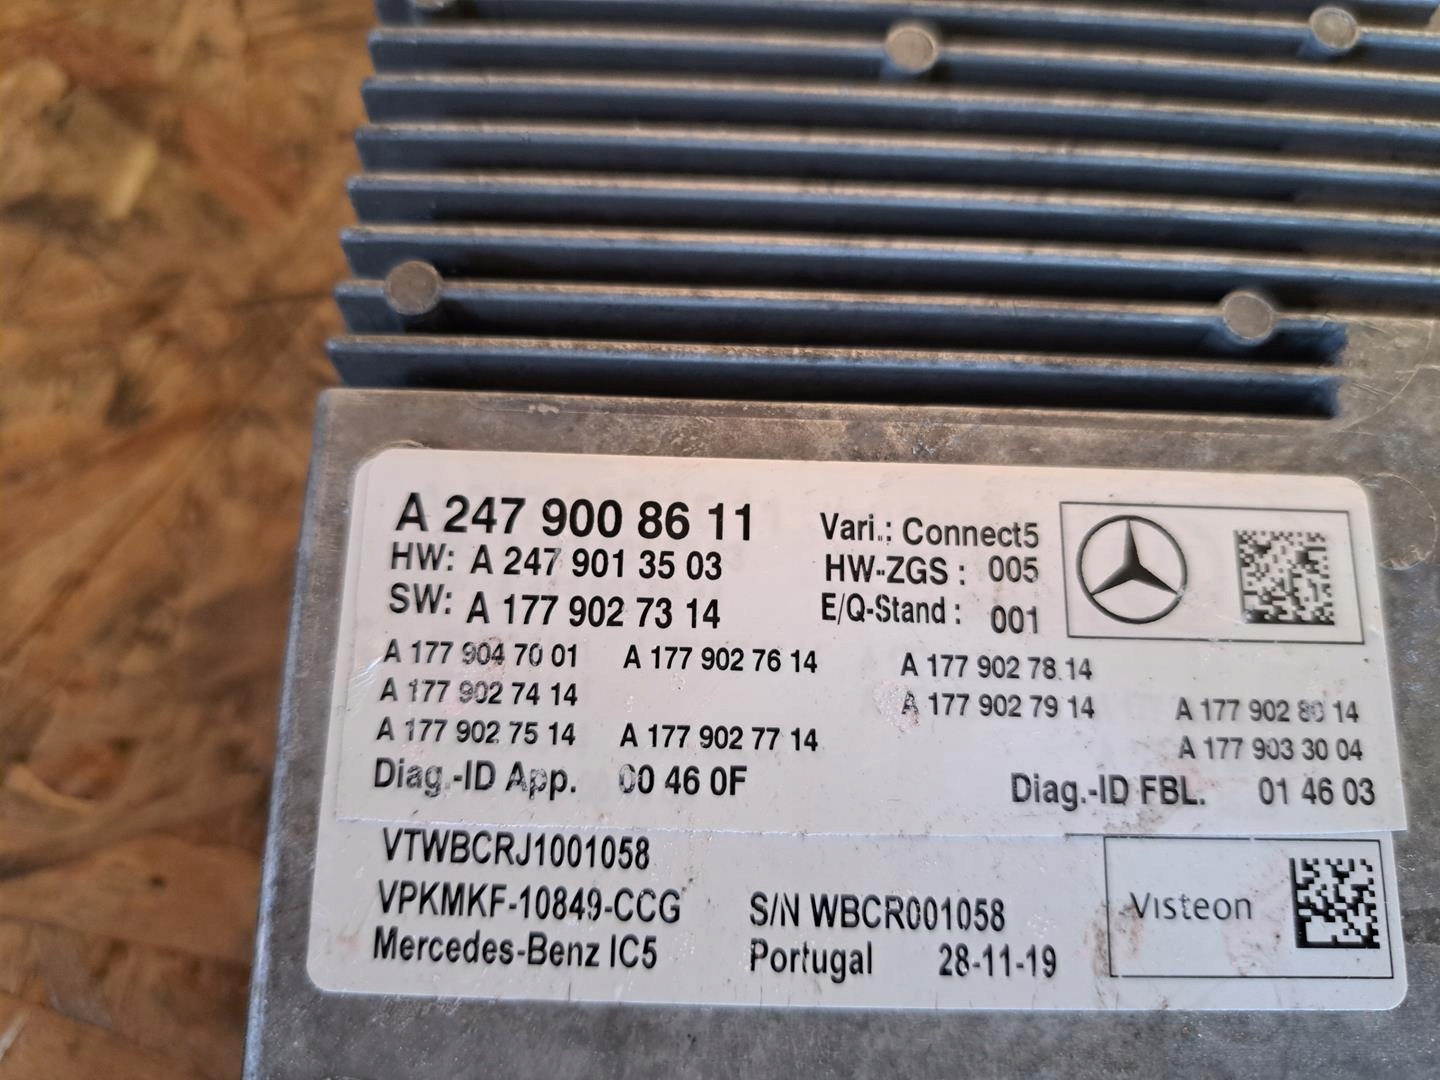 A 247 900 86 11
HW: A 247 901 35 03
SW: A 177 902 73 14
Vari.: Connect5
HW-ZGS: 005
E/Q-Stand: 001
A 177 904 70 01 A 177 902 76 14 A 177 902 78 14
A 177 902 74 14 A 177 902 79 14 A 177 902 80 14
A 177 902 75 14 A 177 902 77 14 A 177 903 30 04
Diag.-ID App. 00 46 0F Diag.-ID FBL. 01 46 03
VTWBCRJ1001058
VPKMKF-10849-CCG S/N WBCR001058
Mercedes-Benz IC5 Portugal 28-11-19
Visteon